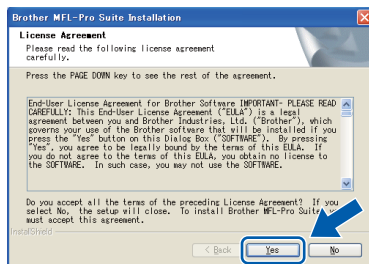 Brother MFL-Pro Suite Installation
License Agreement
Please read the following license agreement
carefully.
Press the PAGE DOWN key to see the rest of the agreement.
End-User License Agreement for Brother Software IMPORTANT- PLEASE READ
CAREFULLY: This End-User License Agreement ("EULA") is a legal
agreement between you and Brother Industries, Ltd. ("Brother"), which
governs your use of the Brother software that will be installed if you
press the "Yes" button on this Dialog Box ("SOFTWARE"). By pressing
"Yes", you agree to be legally bound by the terms of this EULA. If
you do not agree to the terms of this EULA, you obtain no license to
the SOFTWARE. In such case, you may not use the SOFTWARE.
Do you accept all the terms of the preceding License Agreement? If you
select No, the setup will close. To install Brother MFL-Pro Suite, you
must accept this agreement.
InstallShield
< Back
Yes
No